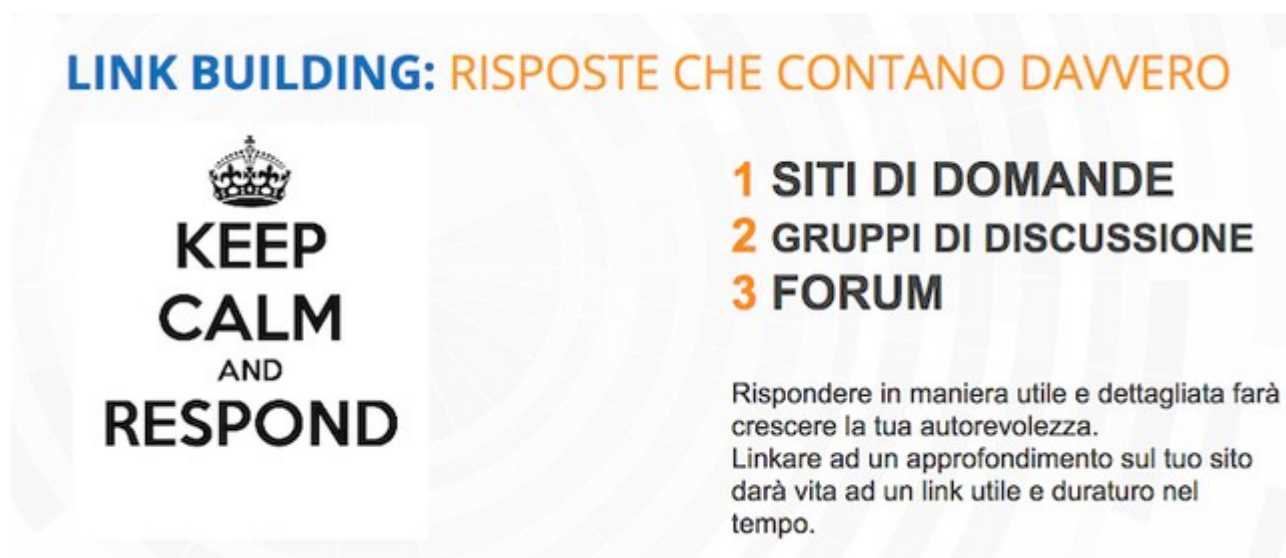 LINK BUILDING: RISPOSTE CHE CONTANO DAVVERO
KEEP
CALM
AND
RESPOND
1 SITI DI DOMANDE
2 GRUPPI DI DISCUSSIONE
3 FORUM
Rispondere in maniera utile e dettagliata farà
crescere la tua autorevolezza.
Linkare ad un approfondimento sul tuo sito
darà vita ad un link utile e duraturo nel
tempo.